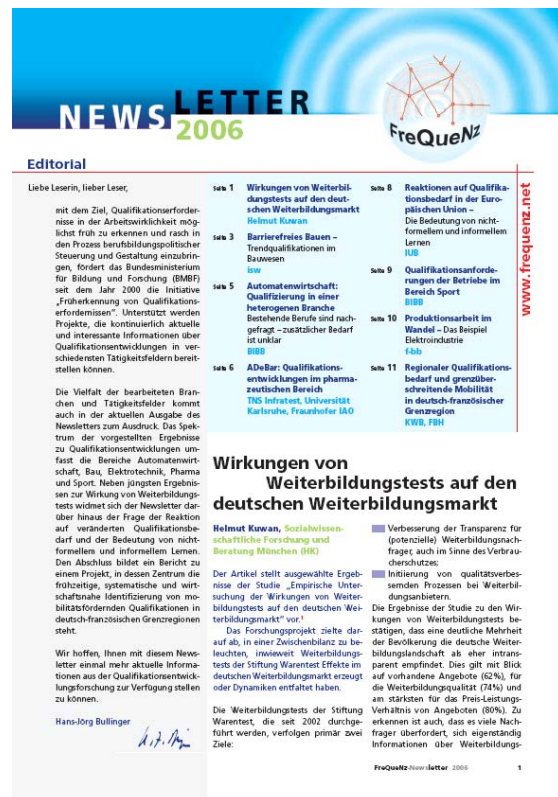 NEWSLETTER
2006
FreQueNz
Editorial
www.frequenz.net
Liebe Leserin, lieber Leser,
mit dem Ziel, Qualifikationserforder-
nisse in der Arbeitswirklichkeit mög-
lichst früh zu erkennen und rasch in
den Prozess berufsbildungspolitischer
Steuerung und Gestaltung einzubrin-
gen, fördert das Bundesministerium
für Bildung und Forschung (BMBF)
seit dem Jahr 2000 die Initiative
„Früherkennung von Qualifikations-
erfordernissen“. Unterstützt werden
Projekte, die kontinuierlich aktuelle
und interessante Informationen über
Qualifikationsentwicklungen in ver-
schiedensten Tätigkeitsfeldern bereit-
stellen können.
Die Vielfalt der bearbeiteten Bran-
chen und Tätigkeitsfelder kommt
auch in der aktuellen Ausgabe des
Newsletters zum Ausdruck. Das Spek-
trum der vorgestellten Ergebnisse
zu Qualifikationsentwicklungen um-
fasst die Bereiche Automatenwirt-
schaft, Bau, Elektrotechnik, Pharma
und Sport. Neben jüngsten Ergebnis-
sen zur Wirkung von Weiterbildungs-
tests widmet sich der Newsletter dar-
über hinaus der Frage der Reaktion
auf veränderten Qualifikationsbe-
darf und der Bedeutung von nicht-
formellem und informellem Lernen.
Den Abschluss bildet ein Bericht zu
einem Projekt, in dessen Zentrum die
frühzeitige, systematische und wirt-
schaftsnahe Identifizierung von mo-
bilitätsfördernden Qualifikationen in
deutsch-französischen Grenzregionen
steht.
Wir hoffen, Ihnen mit diesem News-
letter einmal mehr aktuelle Informa-
tionen aus der Qualifikationsentwick-
lungsforschung zur Verfügung stellen
zu können.
Hans-Jörg Bullinger
Seite 1 Wirkungen von Weiterbil-
dungstests auf den deut-
schen Weiterbildungsmarkt
Helmut Kuwan
Seite 3 Barrierefreies Bauen –
Trendqualifikationen im
Bauwesen
isw
Seite 5 Automatenwirtschaft:
Qualifizierung in einer
heterogenen Branche
Bestehende Berufe sind nach-
gefragt – zusätzlicher Bedarf
ist unklar
BIBB
Seite 6 ADeBar: Qualifikations-
entwicklungen im pharma-
zeutischen Bereich
TNS Infratest, Universität
Karlsruhe, Fraunhofer IAO
Seite 8 Reaktionen auf Qualifika-
tionsbedarf in der Euro-
päischen Union –
Die Bedeutung von nicht-
formellem und informellem
Lernen
IUB
Seite 9 Qualifikationsanforde-
rungen der Betriebe im
Bereich Sport
BIBB
Seite 10 Produktionsarbeit im
Wandel – Das Beispiel
Elektroindustrie
f-bb
Seite 11 Regionaler Qualifikations-
bedarf und grenzüber-
schreitende Mobilität
in deutsch-französischer
Grenzregion
KWB, FBH
Wirkungen von
Weiterbildungstests auf den
deutschen Weiterbildungsmarkt
Helmut Kuwan, Sozialwissen-
schaftliche Forschung und
Beratung München (HK)
Der Artikel stellt ausgewählte Ergeb-
nisse der Studie „Empirische Unter-
suchung der Wirkungen von Weiter-
bildungstests auf den deutschen Wei-
terbildungsmarkt“ vor.1
Das Forschungsprojekt zielte dar-
auf ab, in einer Zwischenbilanz zu be-
leuchten, inwieweit Weiterbildungs-
tests der Stiftung Warentest Effekte im
deutschen Weiterbildungsmarkt erzeugt
oder Dynamiken entfaltet haben.
Die Weiterbildungstests der Stiftung
Warentest, die seit 2002 durchge-
führt werden, verfolgen primär zwei
Ziele:
Verbesserung der Transparenz für
(potenzielle) Weiterbildungsnach-
frager, auch im Sinne des Verbrau-
cherschutzes;
Initiierung von qualitätsverbes-
sernden Prozessen bei Weiterbil-
dungsanbietern.
Die Ergebnisse der Studie zu den Wir-
kungen von Weiterbildungstests be-
stätigen, dass eine deutliche Mehrheit
der Bevölkerung die deutsche Weiter-
bildungslandschaft als eher intrans-
parent empfindet. Dies gilt mit Blick
auf vorhandene Angebote (62%), für
die Weiterbildungsqualität (74%) und
am stärksten für das Preis-Leistungs-
Verhältnis von Angeboten (80%). Zu
erkennen ist auch, dass es viele Nach-
frager überfordert, sich eigenständig
Informationen über Weiterbildungs-
FreQueNz-Newsletter 2006 1